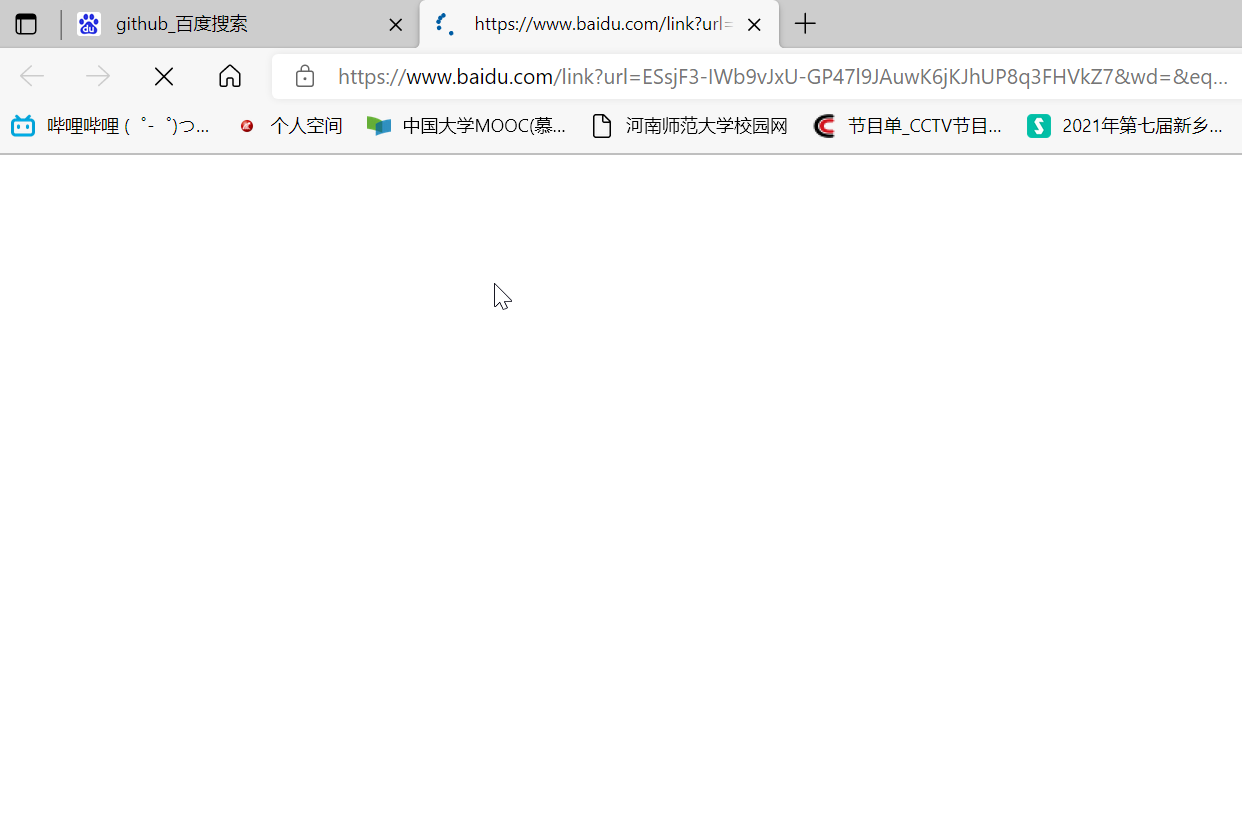 github_百度搜索
https://www.baidu.com/link?url=
https://www.baidu.com/link?url=ESsjF3-IWb9vJxU-GP47l9JAuwK6jKJhUP8q3FHVkZ7&wd=&eq...
哔哩哔哩 (゜-゜)つ... 个人空间 中国大学MOOC(慕... 河南师范大学校园网 节目单_CCTV节目... 2021年第七届新乡...